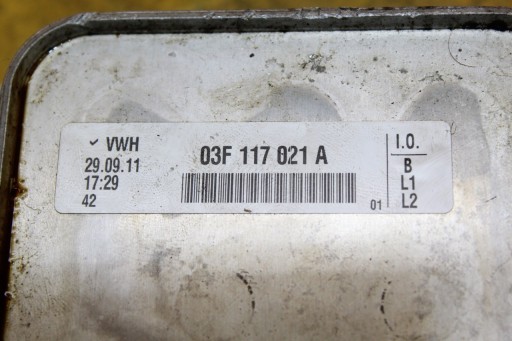 ✓ VWH
29.09.11
17:29
42
03F 117 021 A
01
I.O.
B
L1
L2